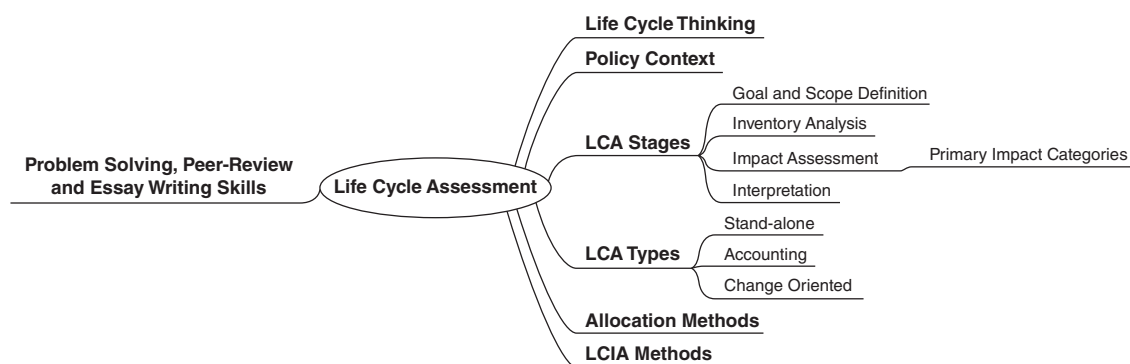 Life Cycle Thinking
Policy Context
Goal and Scope Definition
Inventory Analysis
LCA Stages
Impact Assessment
Primary Impact Categories
Interpretation
Problem Solving, Peer-Review
and Essay Writing Skills
Life Cycle Assessment
Stand-alone
LCA Types
Accounting
Change Oriented
Allocation Methods
LCIA Methods